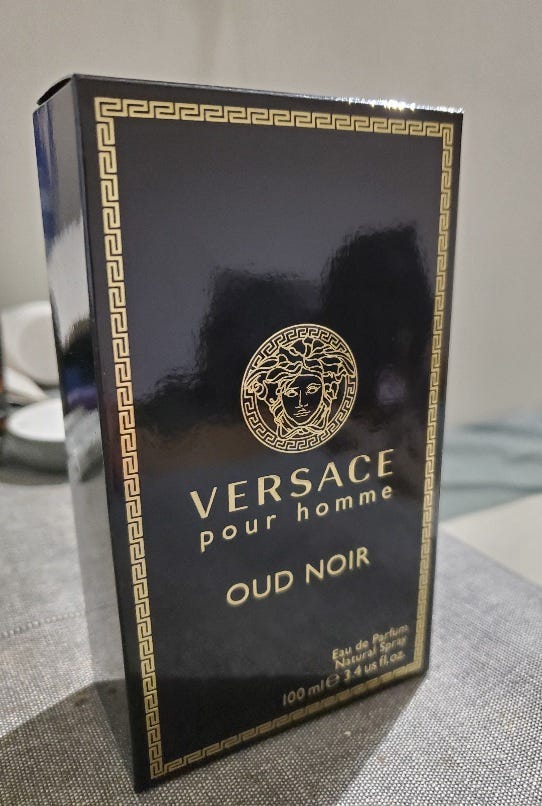 VERSACE
pour homme
OUD NOIR
Eau de Parfum
Natural Spray
100 ml ℮ 3.4 us fl.oz.